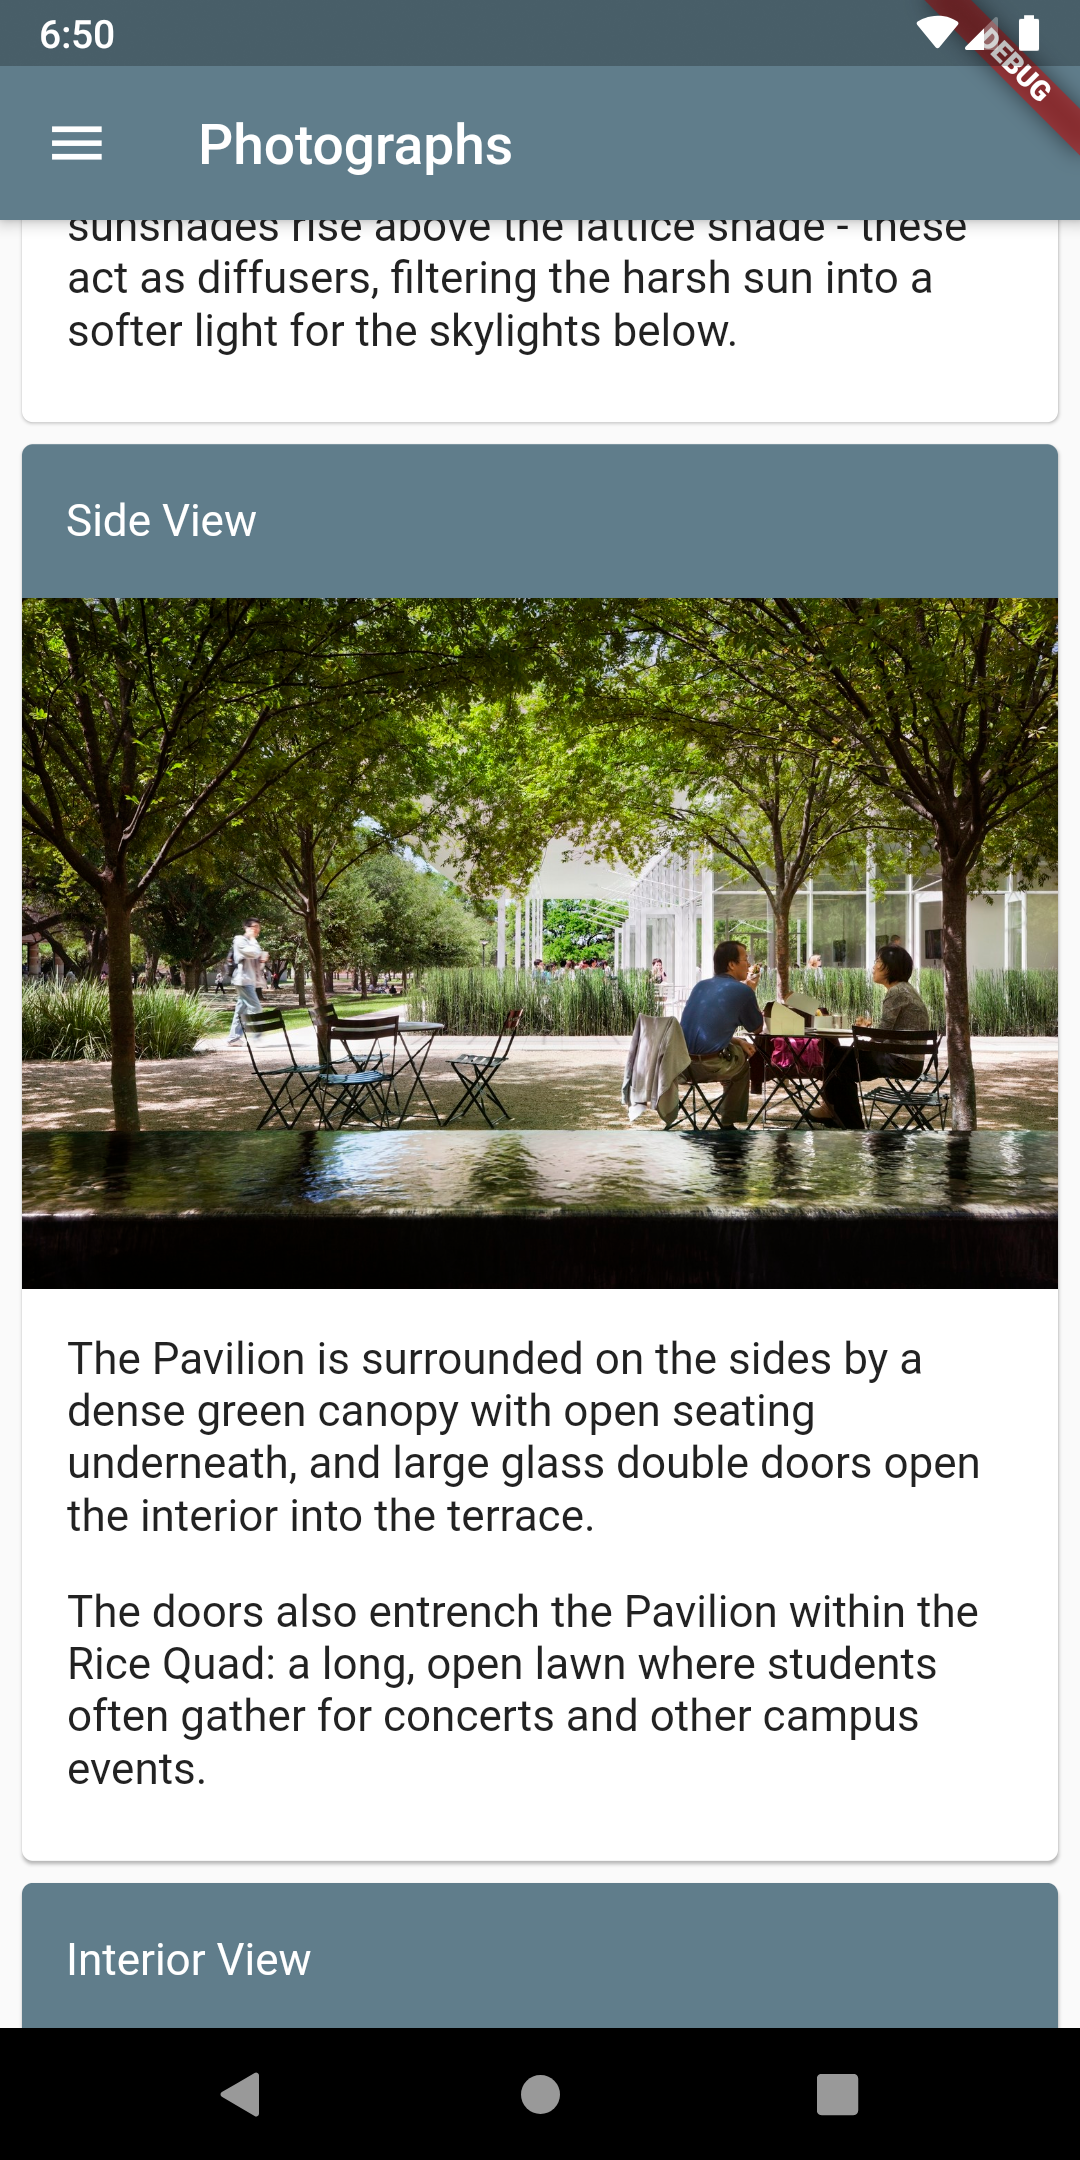 6:50
DEBUG
Photographs
sunshades rise above the lattice shade - these
act as diffusers, filtering the harsh sun into a
softer light for the skylights below.
Side View
The Pavilion is surrounded on the sides by a
dense green canopy with open seating
underneath, and large glass double doors open
the interior into the terrace.
The doors also entrench the Pavilion within the
Rice Quad: a long, open lawn where students
often gather for concerts and other campus
events.
Interior View